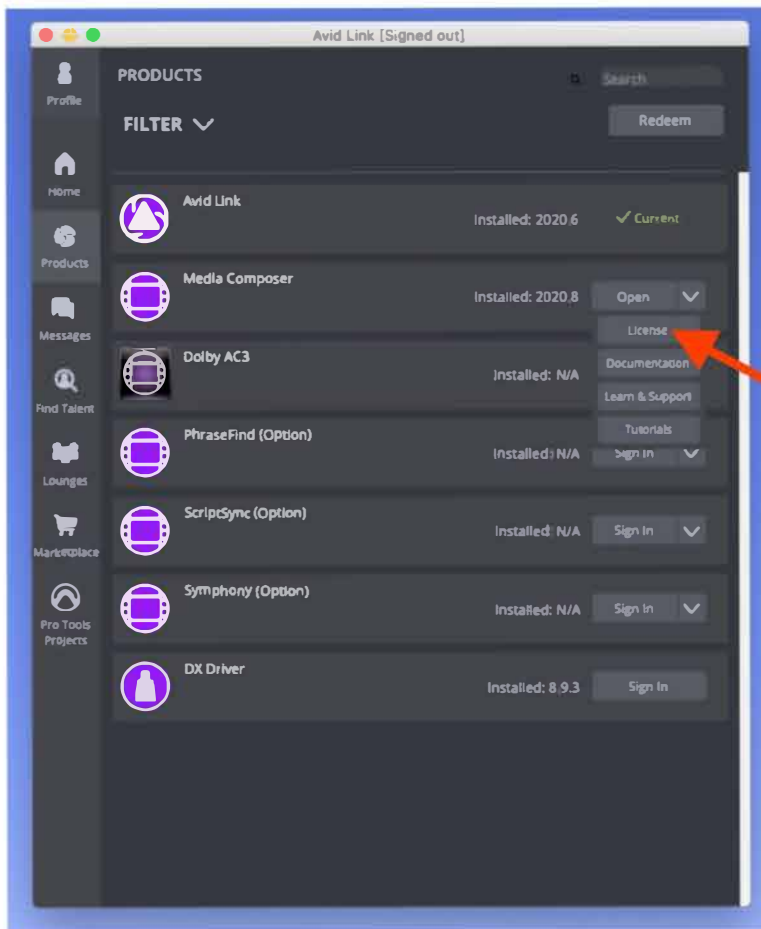 Avid Link [Signed out]
Profile
PRODUCTS
Search
FILTER
Redeem
Home
Avid Link
Installed: 2020.6
Current
Products
Media Composer
Installed: 2020.8
Open
License
Messages
Dolby AC3
Installed: N/A
Documentation
Learn & Support
Find Talent
Tutorials
PhraseFind (Option)
Installed: N/A
Sign In
Lounges
ScriptSync (Option)
Installed: N/A
Sign In
Marketplace
Symphony (Option)
Installed: N/A
Sign In
Pro Tools
Projects
DX Driver
Installed: 8.9.3
Sign In